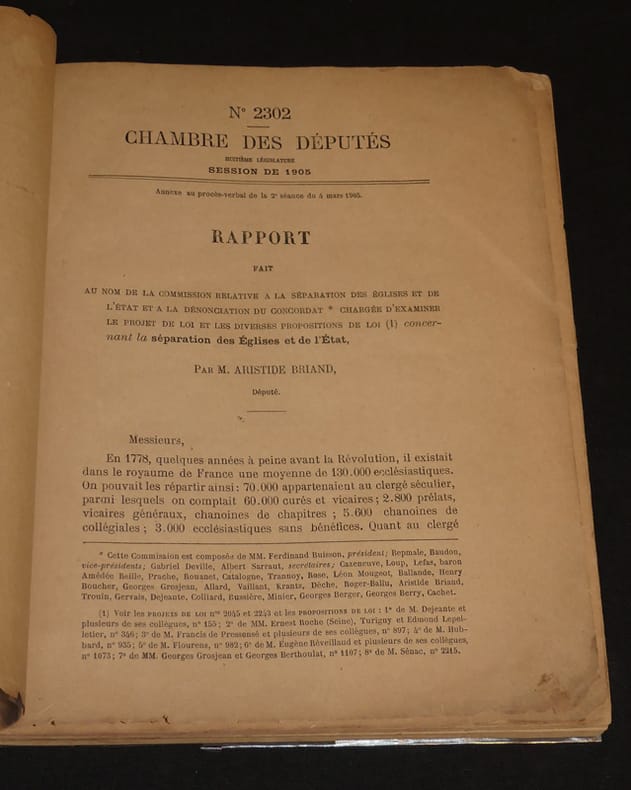 N° 2302
CHAMBRE DES DÉPUTÉS
HUITIÈME LÉGISLATURE
SESSION DE 1905
Annexe au procès-verbal de la 2e séance du 4 mars 1905.
RAPPORT
FAIT
AU NOM DE LA COMMISSION RELATIVE A LA SÉPARATION DES ÉGLISES ET DE
L'ÉTAT ET A LA DÉNONCIATION DU CONCORDAT * CHARGÉE D'EXAMINER
LE PROJET DE LOI ET LES DIVERSES PROPOSITIONS DE LOI (1) concer-
nant la séparation des Églises et de l'État,
PAR M. ARISTIDE BRIAND,
Député.
Messieurs,
En 1778, quelques années à peine avant la Révolution, il existait
dans le royaume de France une moyenne de 130.000 ecclésiastiques.
On pouvait les répartir ainsi : 70.000 appartenaient au clergé séculier,
parmi lesquels on comptait 60.000 curés et vicaires ; 2.800 prélats,
vicaires généraux, chanoines de chapitres ; 5.600 chanoines de
collégiales ; 3.000 ecclésiastiques sans bénéfices. Quant au clergé
* Cette Commission est composée de MM. Ferdinand Buisson, président; Bepmale, Baudon,
vice-présidents; Gabriel Deville, Albert Sarraut, secrétaires; Cazeneuve, Loup, Lefas, baron
Amédée Reille, Prache, Rouanet, Catalogne, Trannoy, Rose, Léon Mougeot, Ballande, Henry
Boucher, Georges Grosjean, Allard, Vaillant, Krantz, Dèche, Roger-Ballu, Aristide Briand,
Trouin, Gervais, Dejeante, Colliard, Bussière, Minier, Georges Berger, Georges Berry, Cachet.
(1) Voir les PROJETS DE LOI nos 2045 et 2243 et les PROPOSITIONS DE LOI : 1° de M. Dejeante et
plusieurs de ses collègues, n° 155; 2° de MM. Ernest Roche (Seine), Turigny et Edmond Lepel-
letier, n° 346; 3° de M. Francis de Pressensé et plusieurs de ses collègues, n° 897; 4° de M. Hub-
bard, n° 935; 5° de M. Flourens, n° 982; 6° de M. Eugène Réveillaud et plusieurs de ses collègues,
n° 1073; 7° de MM. Georges Grosjean et Georges Berthoulat, n° 1107; 8° de M. Sénac, n° 2215.